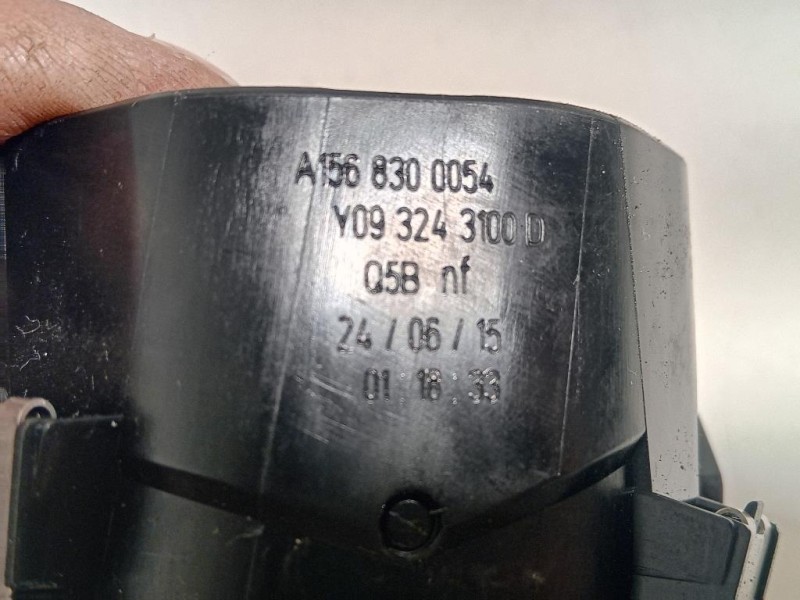 A156 830 0054
Y09 324 3100 D
Q5B nf
24 / 06 / 15
01 : 18 : 33